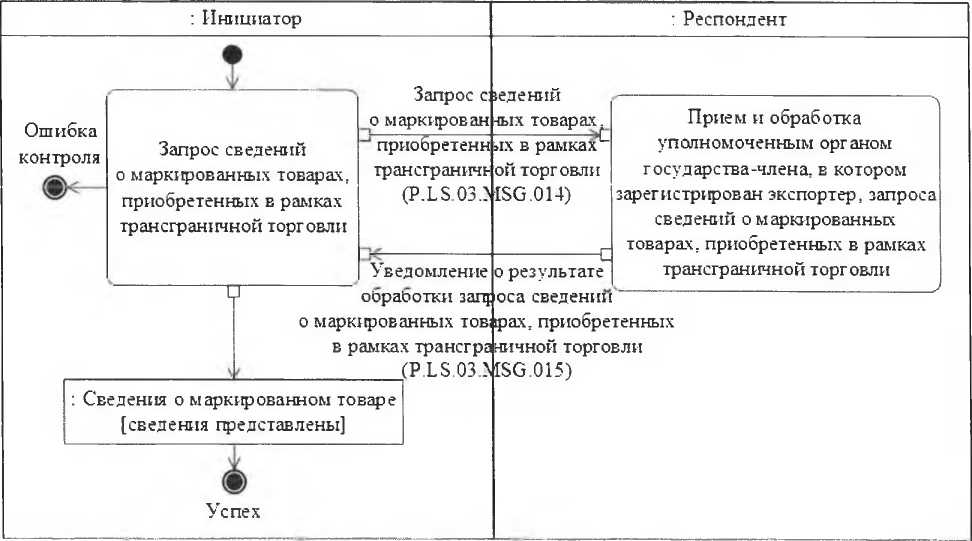 : Инициатор
: Респондент
Ошибка
контроля
Запрос сведений
о маркированных товарах,
приобретенных в рамках
трансграничной торговли
Запрос сведений
о маркированных товарах,
приобретенных в рамках
трансграничной торговли
(P.LS.03.MSG.014)
Прием и обработка
уполномоченным органом
государства-члена, в котором
зарегистрирован экспортер, запроса
сведений о маркированных
товарах, приобретенных в рамках
трансграничной торговли
Уведомление о результате
обработки запроса сведений
о маркированных товарах, приобретенных
в рамках трансграничной торговли
(P.LS.03.MSG.015)
: Сведения о маркированном товаре
[сведения представлены]
Успех